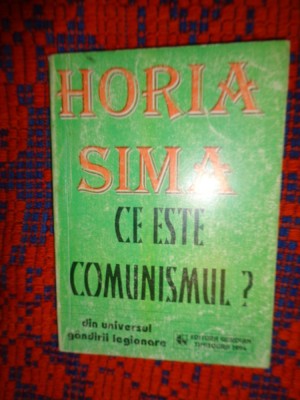 HORIA
SIMA
CE ESTE
COMUNISMUL ?
din universul
gândirii legionare